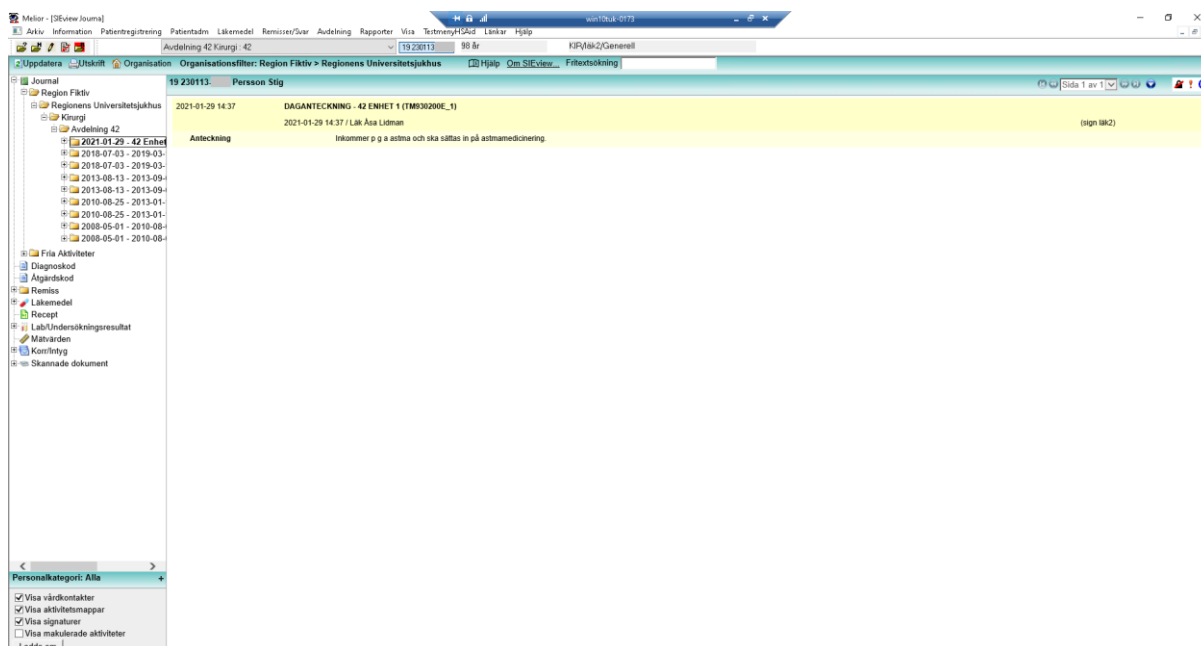 Melior - [SIEview Journal]
win10tuk-0173
Arkiv Information Patientregistrering Patientadm Läkemedel Remisser/Svar Avdelning Rapporter Visa TestmenyHSAid Länkar Hjälp
Avdelning 42 Kirurgi : 42 19 230113 98 år KIR/läk2/Generell
Uppdatera Utskrift Organisation Organisationsfilter: Region Fiktiv > Regionens Universitetsjukhus Hjälp Om SIEview... Fritextsökning
Journal
Region Fiktiv
Regionens Universitetsjukhus
Kirurgi
Avdelning 42
2021-01-29 - 42 Enhet
2018-07-03 - 2019-03-
2018-07-03 - 2019-03-
2013-08-13 - 2013-09-
2013-08-13 - 2013-09-
2010-08-25 - 2013-01-
2010-08-25 - 2013-01-
2008-05-01 - 2010-08-
2008-05-01 - 2010-08-
Fria Aktiviteter
Diagnoskod
Åtgärdskod
Remiss
Läkemedel
Recept
Lab/Undersökningsresultat
Mätvärden
Korr/Intyg
Skannade dokument
19 230113- Persson Stig Sida 1 av 1
2021-01-29 14:37 DAGANTECKNING - 42 ENHET 1 (TM930200E_1)
2021-01-29 14:37 / Läk Åsa Lidman (sign läk2)
Anteckning Inkommer p g a astma och ska sättas in på astmamedicinering.
Personalkategori: Alla +
Visa vårdkontakter
Visa aktivitetsmappar
Visa signaturer
Visa makulerade aktiviteter
Ladda om